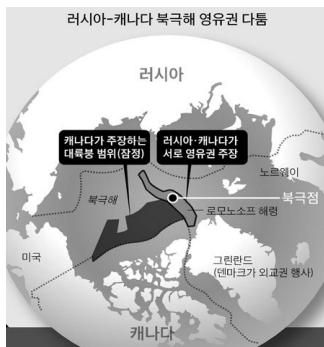 러시아-캐나다 북극해 영유권 다툼
러시아
캐나다가 주장하는
대륙붕 범위(잠정)
러시아·캐나다가
서로 영유권 주장
노르웨이
북극해
북극점
로모노소프 해령
미국
그린란드
(덴마크가 외교권 행사)
캐나다